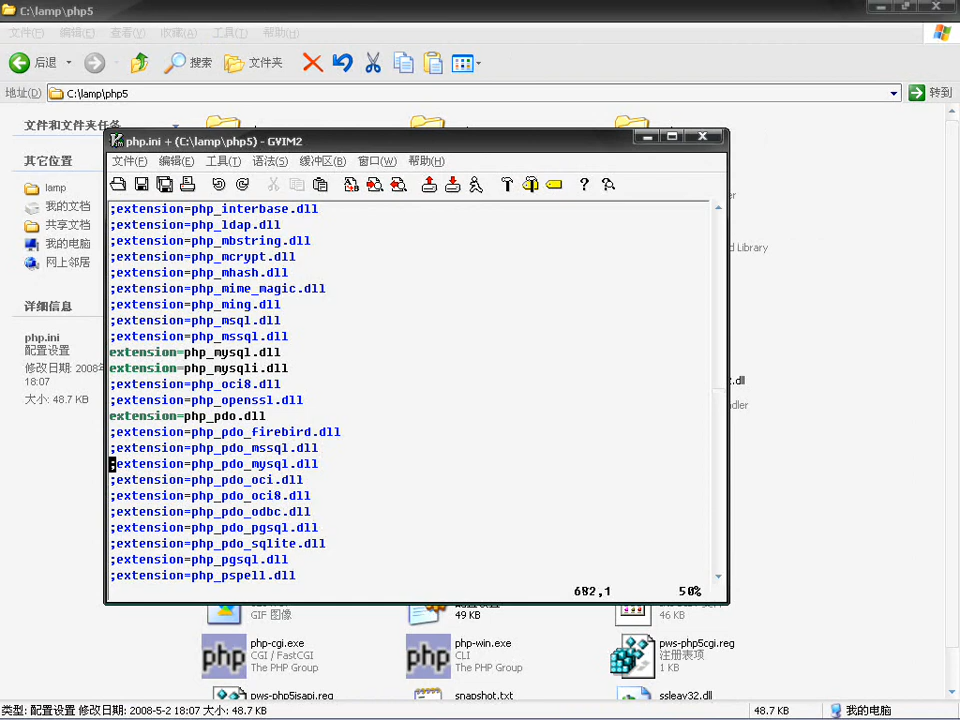 C:\lamp\php5
文件(F) 编辑(E) 查看(V) 收藏(A) 工具(T) 帮助(H)
后退 搜索 文件夹
地址(D) C:\lamp\php5 转到
文件和文件夹任务
其它位置
lamp
我的文档
共享文档
我的电脑
网上邻居
详细信息
php.ini
配置设置
修改日期: 2008
18:07
大小: 48.7 KB
php.ini + (C:\lamp\php5) - GVIM2
文件(F) 编辑(E) 工具(T) 语法(S) 缓冲区(B) 窗口(W) 帮助(H)
;extension=php_interbase.dll
;extension=php_ldap.dll
;extension=php_mbstring.dll
;extension=php_mcrypt.dll
;extension=php_mhash.dll
;extension=php_mime_magic.dll
;extension=php_ming.dll
;extension=php_msql.dll
;extension=php_mssql.dll
extension=php_mysql.dll
extension=php_mysqli.dll
;extension=php_oci8.dll
;extension=php_openssl.dll
extension=php_pdo.dll
;extension=php_pdo_firebird.dll
;extension=php_pdo_mssql.dll
;extension=php_pdo_mysql.dll
;extension=php_pdo_oci.dll
;extension=php_pdo_oci8.dll
;extension=php_pdo_odbc.dll
;extension=php_pdo_pgsql.dll
;extension=php_pdo_sqlite.dll
;extension=php_pgsql.dll
;extension=php_pspell.dll
682,1 50%
d Library
.dll
ndler
GIF 图像
49 KB
46 KB
php-cgi.exe
CGI / FastCGI
The PHP Group
php-win.exe
CLI
The PHP Group
pws-php5cgi.reg
注册表项
1 KB
pws-php5isapi.reg
snapshot.txt
ssleay32.dll
类型: 配置设置 修改日期: 2008-5-2 18:07 大小: 48.7 KB 48.7 KB 我的电脑